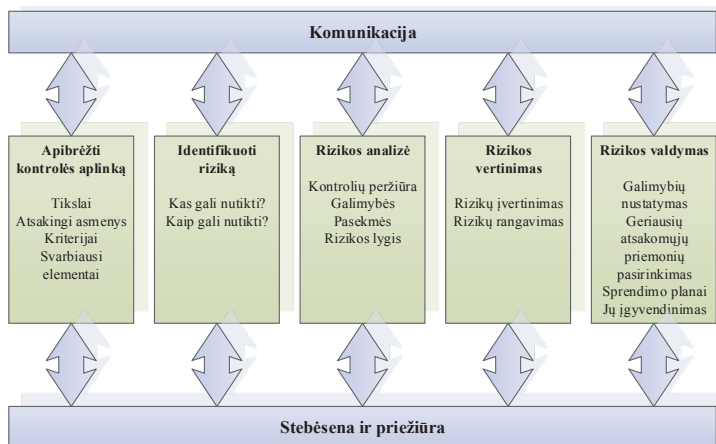 Komunikacija
Apibrėžti
kontrolės aplinką
Tikslai
Atsakingi asmenys
Kriterijai
Svarbiausi
elementai
Identifikuoti
riziką
Kas gali nutikti?
Kaip gali nutikti?
Rizikos analizė
Kontrolių peržiūra
Galimybės
Pasekmės
Rizikos lygis
Rizikos
vertinimas
Rizikų įvertinimas
Rizikų rangavimas
Rizikos valdymas
Galimybių
nustatymas
Geriausių
atsakomųjų
priemonių
pasirinkimas
Sprendimo planai
Jų įgyvendinimas
Stebėsena ir priežiūra